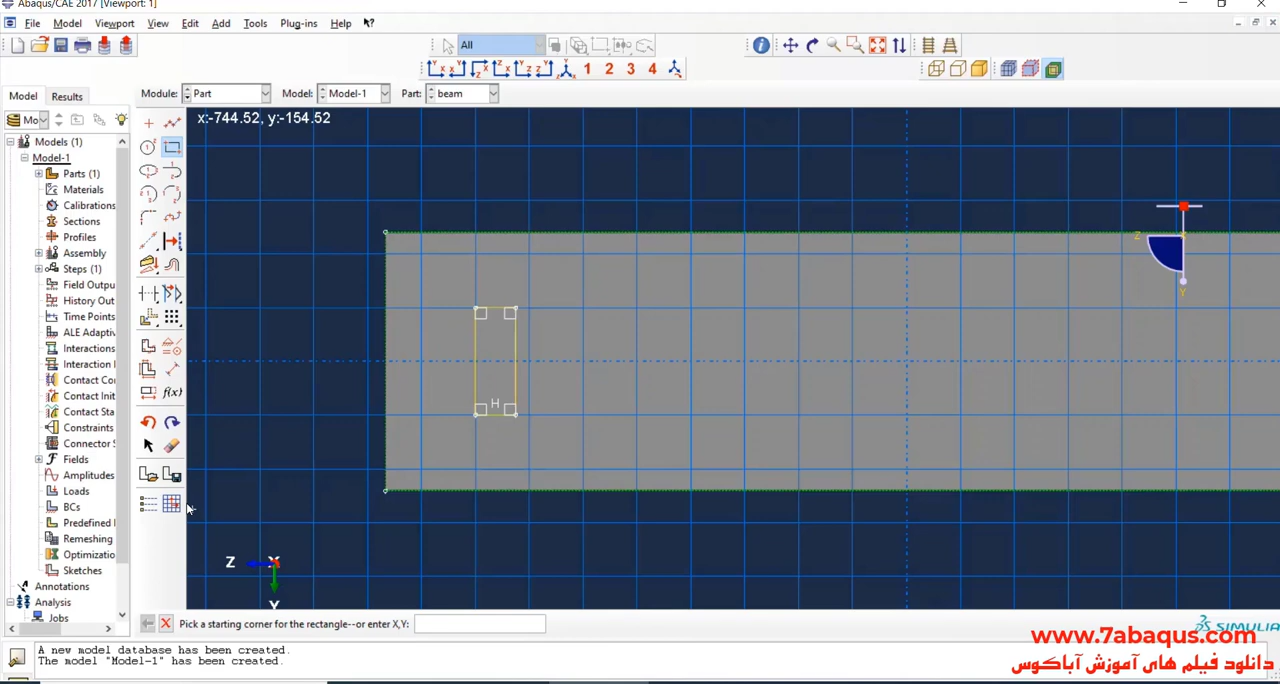 Abaqus/CAE 2017 [Viewport: 1]
File Model Viewport View Edit Add Tools Plug-ins Help
All
1 2 3 4
Model Results
Module: Part Model: Model-1 Part: beam
Mo
x:-744.52, y:-154.52
Models (1)
Model-1
Parts (1)
Materials
Calibrations
Sections
Profiles
Assembly
Steps (1)
Field Outpu
History Out
Time Points
ALE Adaptiv
Interactions
Interaction
Contact Co
Contact Init
Contact Sta
Constraints
Connector S
Fields
Amplitudes
Loads
BCs
Predefined
Remeshing
Optimizatio
Sketches
Annotations
Analysis
Jobs
f(x)
H
Z
Y
Z X
Y
Pick a starting corner for the rectangle--or enter X,Y:
SIMULIA
A new model database has been created.
The model "Model-1" has been created.
www.7abaqus.com
دانلود فیلم های آموزش آباکوس